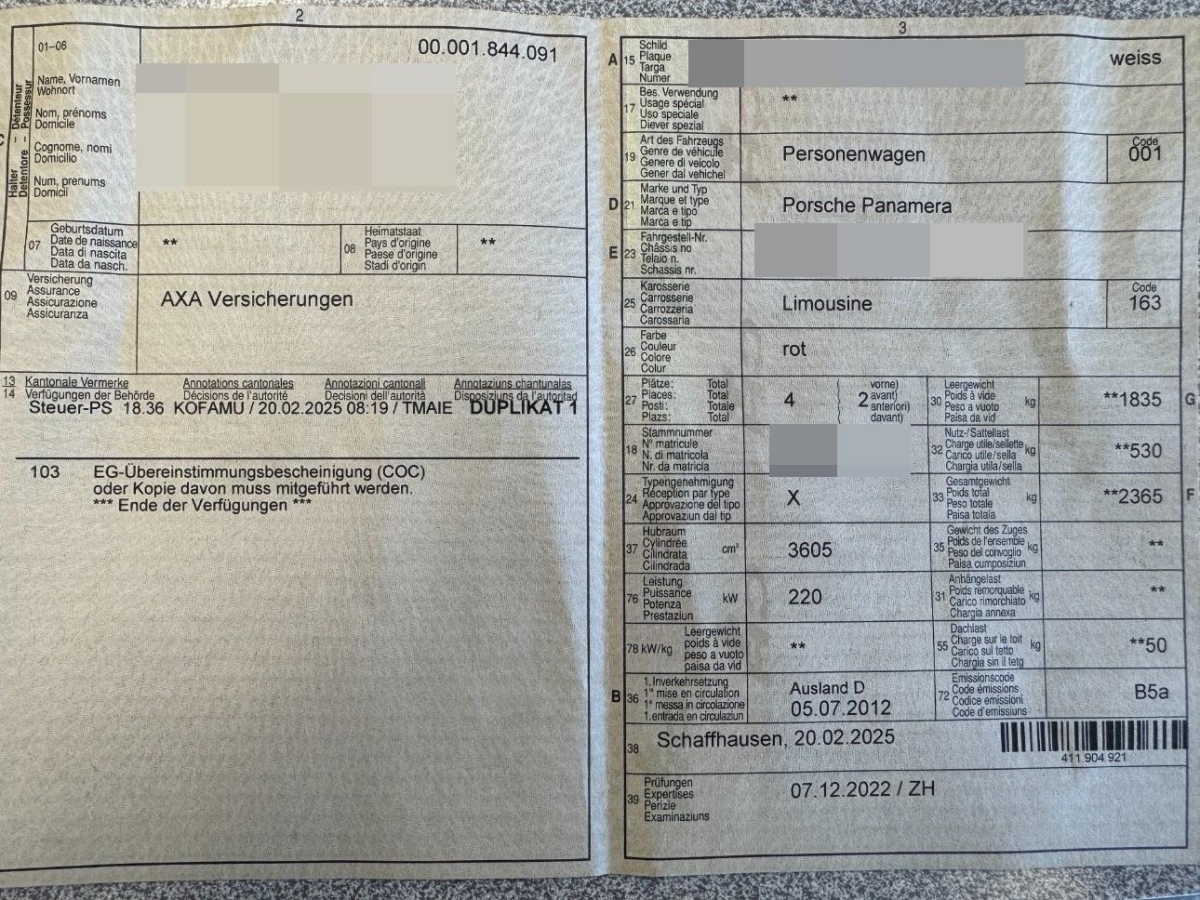 2
01-06
00.001.844.091
Halter - Détenteur
Detentore - Possessur
Name, Vornamen
Wohnort
Nom, prénoms
Domicile
Cognome, nomi
Domicilio
Num, prenums
Domicil
07
Geburtsdatum
Date de naissance
Data di nascita
Data da nasch.
**
08
Heimatstaat
Pays d'origine
Paese d'origine
Stadi d'origin
**
09
Versicherung
Assurance
Assicurazione
Assicuranza
AXA Versicherungen
13 Kantonale Vermerke Annotations cantonales Annotazioni cantonali Annotaziuns chantunalas
14 Verfügungen der Behörde Décisions de l'autorité Decisioni dell'autorità Disposiziuns da l'autoritad
Steuer-PS 18.36 KOFAMU / 20.02.2025 08:19 / TMAIE DUPLIKAT 1
103 EG-Übereinstimmungsbescheinigung (COC)
oder Kopie davon muss mitgeführt werden.
*** Ende der Verfügungen ***
3
A 15
Schild
Plaque
Targa
Numer
weiss
17
Bes. Verwendung
Usage spécial
Uso speciale
Diever spezial
**
19
Art des Fahrzeugs
Genre de véhicule
Genere di veicolo
Gener dal vehichel
Personenwagen
Code
001
D 21
Marke und Typ
Marque et type
Marca e tipo
Marca e tip
Porsche Panamera
E 23
Fahrgestell-Nr.
Châssis no
Telaio n.
Schassis nr.
25
Karosserie
Carrosserie
Carrozzeria
Carossaria
Limousine
Code
163
26
Farbe
Couleur
Colore
Colur
rot
27
Plätze: Total
Places: Total
Posti: Totale
Plazs: Total
4
2
vorne)
avant)
anteriori)
davant)
30
Leergewicht
Poids à vide
Peso a vuoto
Paisa da vid
kg
**1835
G
18
Stammnummer
N° matricule
N. di matricola
Nr. da matricla
32
Nutz-/Sattellast
Charge utile/sellette
Carico utile/sella
Chargia utila/sella
kg
**530
24
Typengenehmigung
Réception par type
Approvazione del tipo
Approvaziun dal tip
X
33
Gesamtgewicht
Poids total
Peso totale
Paisa totala
kg
**2365
F
37
Hubraum
Cylindrée
Cilindrata
Cilindrada
cm³
3605
35
Gewicht des Zuges
Poids de l'ensemble
Peso del convoglio
Paisa cumposiziun
kg
**
76
Leistung
Puissance
Potenza
Prestaziun
kW
220
31
Anhängelast
Poids remorquable
Carico rimorchiato
Chargia annexa
kg
**
78 kW/kg
Leergewicht
poids à vide
peso a vuoto
paisa da vid
**
55
Dachlast
Charge sur le toit
Carico sul tetto
Chargia sin il tetg
kg
**50
B 36
1. Inverkehrsetzung
1re mise en circulation
1a messa in circolazione
1. entrada en circulaziun
Ausland D
05.07.2012
72
Emissionscode
Code émissions
Codice emissioni
Code d'emissiuns
B5a
38
Schaffhausen, 20.02.2025
411.904.921
39
Prüfungen
Expertises
Perizie
Examinaziuns
07.12.2022 / ZH